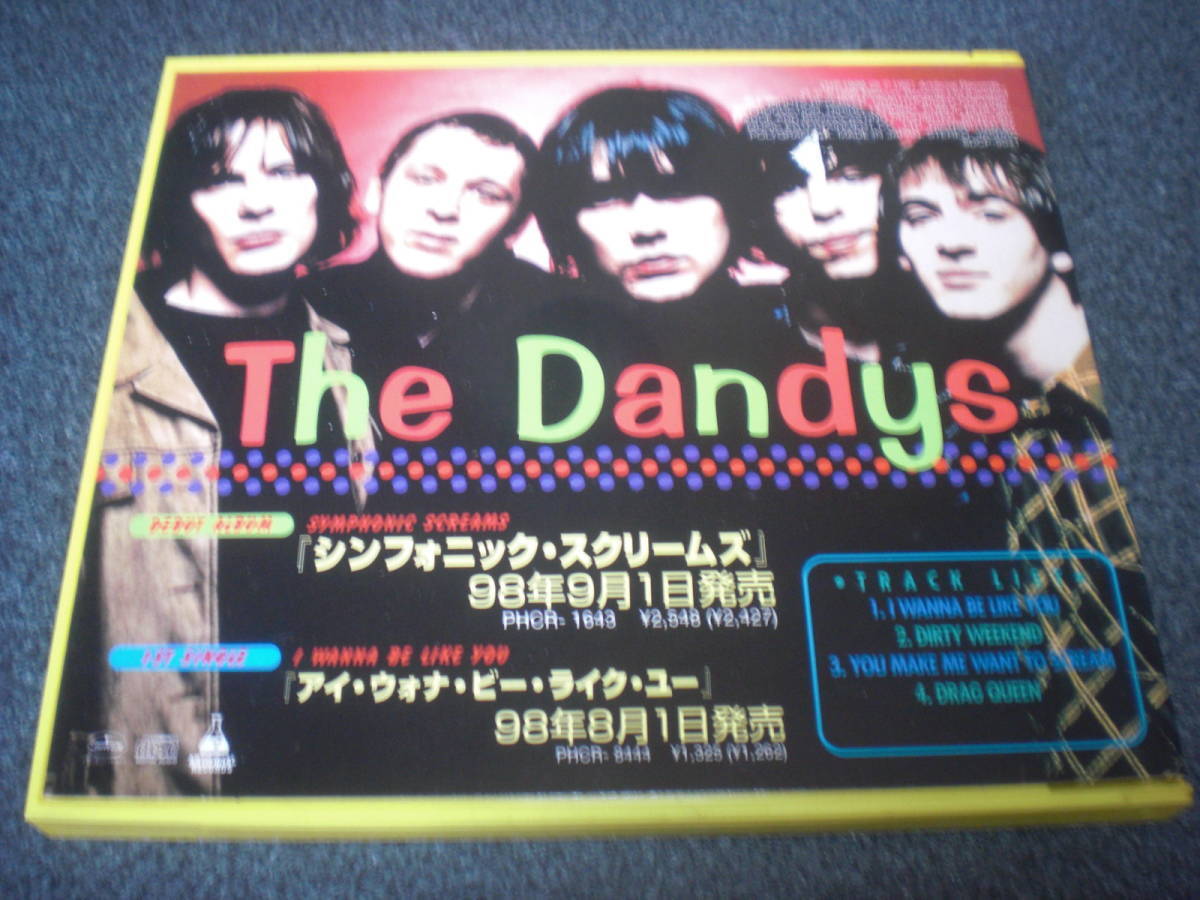 The Dandys
DEBUT ALBUM
SYMPHONIC SCREAMS
『シンフォニック・スクリームズ』
98年9月1日発売
PHCR-1643 ¥2,548 (¥2,427)
1ST SINGLE
I WANNA BE LIKE YOU
『アイ・ウォナ・ビー・ライク・ユー』
98年8月1日発売
PHCR-8444 ¥1,325 (¥1,262)
TRACK LIST
1. I WANNA BE LIKE YOU
2. DIRTY WEEKEND
3. YOU MAKE ME WANT TO SCREAM
4. DRAG QUEEN
RECORDS